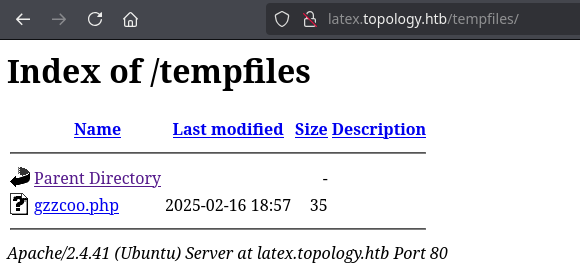 latex.topology.htb/tempfiles/
Index of /tempfiles
Name Last modified Size Description
Parent Directory -
gzzcoo.php 2025-02-16 18:57 35
Apache/2.4.41 (Ubuntu) Server at latex.topology.htb Port 80